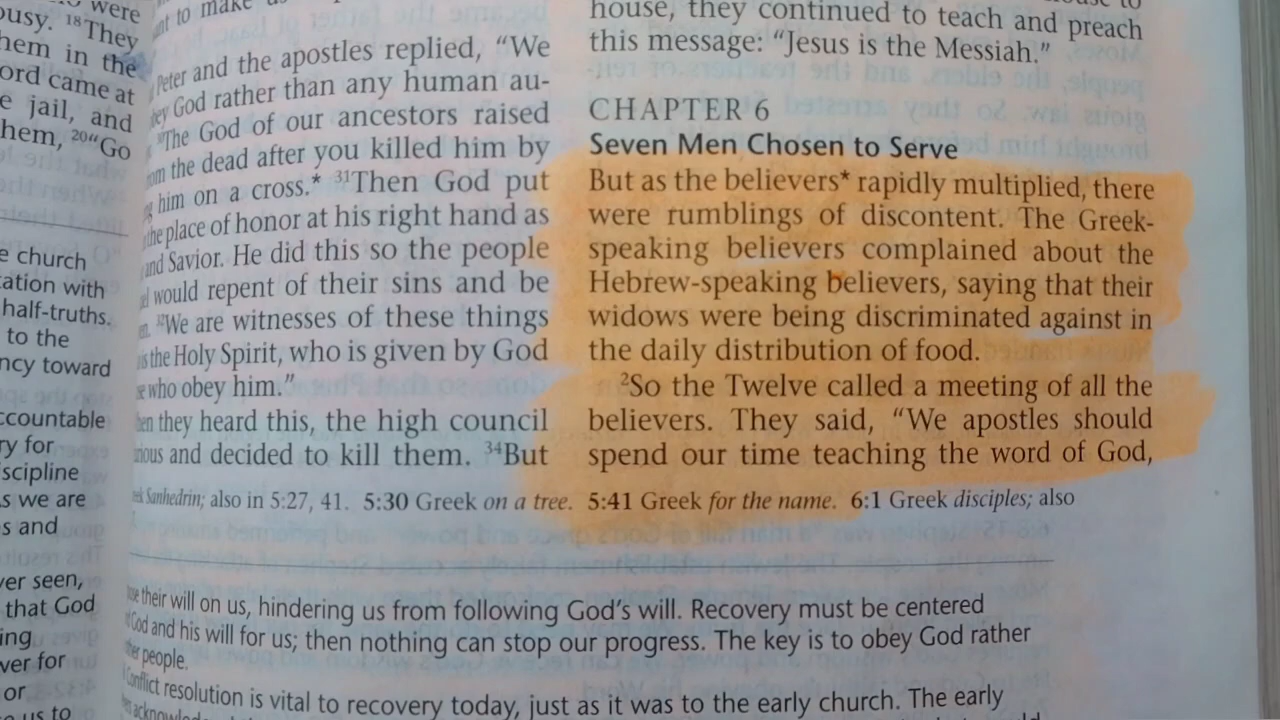 were
ousy. 18They
hem in the
ord came at
e jail, and
hem, 20"Go
e church
ation with
half-truths.
to the
ncy toward
ccountable
ry for
scipline
s we are
s and
ver seen,
that God
ing
ver for
or
us to
to make
Peter and the apostles replied, "We
God rather than any human au-
The God of our ancestors raised
the dead after you killed him by
him on a cross.* 31Then God put
the place of honor at his right hand as
and Savior. He did this so the people
would repent of their sins and be
32We are witnesses of these things
the Holy Spirit, who is given by God
who obey him."
they heard this, the high council
and decided to kill them. 34But
house, they continued to teach and preach
this message: "Jesus is the Messiah."
CHAPTER 6
Seven Men Chosen to Serve
But as the believers* rapidly multiplied, there
were rumblings of discontent. The Greek-
speaking believers complained about the
Hebrew-speaking believers, saying that their
widows were being discriminated against in
the daily distribution of food.
2So the Twelve called a meeting of all the
believers. They said, "We apostles should
spend our time teaching the word of God,
Sanhedrin; also in 5:27, 41. 5:30 Greek on a tree. 5:41 Greek for the name. 6:1 Greek disciples; also
their will on us, hindering us from following God's will. Recovery must be centered
God and his will for us; then nothing can stop our progress. The key is to obey God rather
people.
Conflict resolution is vital to recovery today, just as it was to the early church. The early